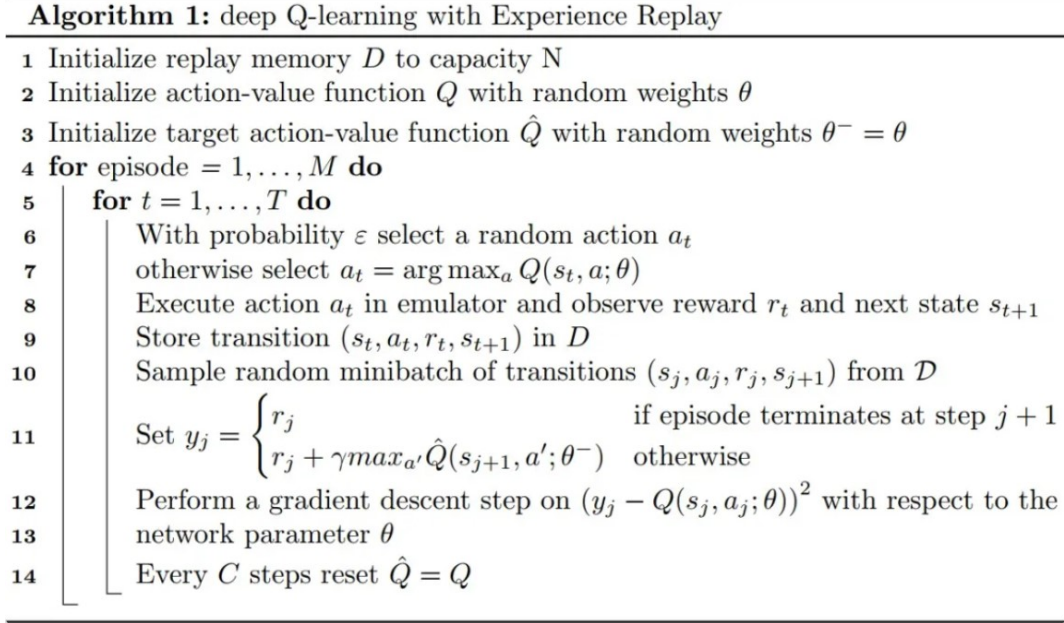 Algorithm 1: deep Q-learning with Experience Replay
1 Initialize replay memory D to capacity N
2 Initialize action-value function Q with random weights θ
3 Initialize target action-value function Q̂ with random weights θ⁻ = θ
4 for episode = 1, . . . , M do
5 for t = 1, . . . , T do
6 With probability ε select a random action aₜ
7 otherwise select aₜ = arg maxₐ Q(sₜ, a; θ)
8 Execute action aₜ in emulator and observe reward rₜ and next state sₜ₊₁
9 Store transition (sₜ, aₜ, rₜ, sₜ₊₁) in D
10 Sample random minibatch of transitions (sⱼ, aⱼ, rⱼ, sⱼ₊₁) from 𝒟
11 Set yⱼ = { rⱼ if episode terminates at step j + 1
rⱼ + γmaxₐ′Q̂(sⱼ₊₁, a′; θ⁻) otherwise
12 Perform a gradient descent step on (yⱼ − Q(sⱼ, aⱼ; θ))² with respect to the
13 network parameter θ
14 Every C steps reset Q̂ = Q